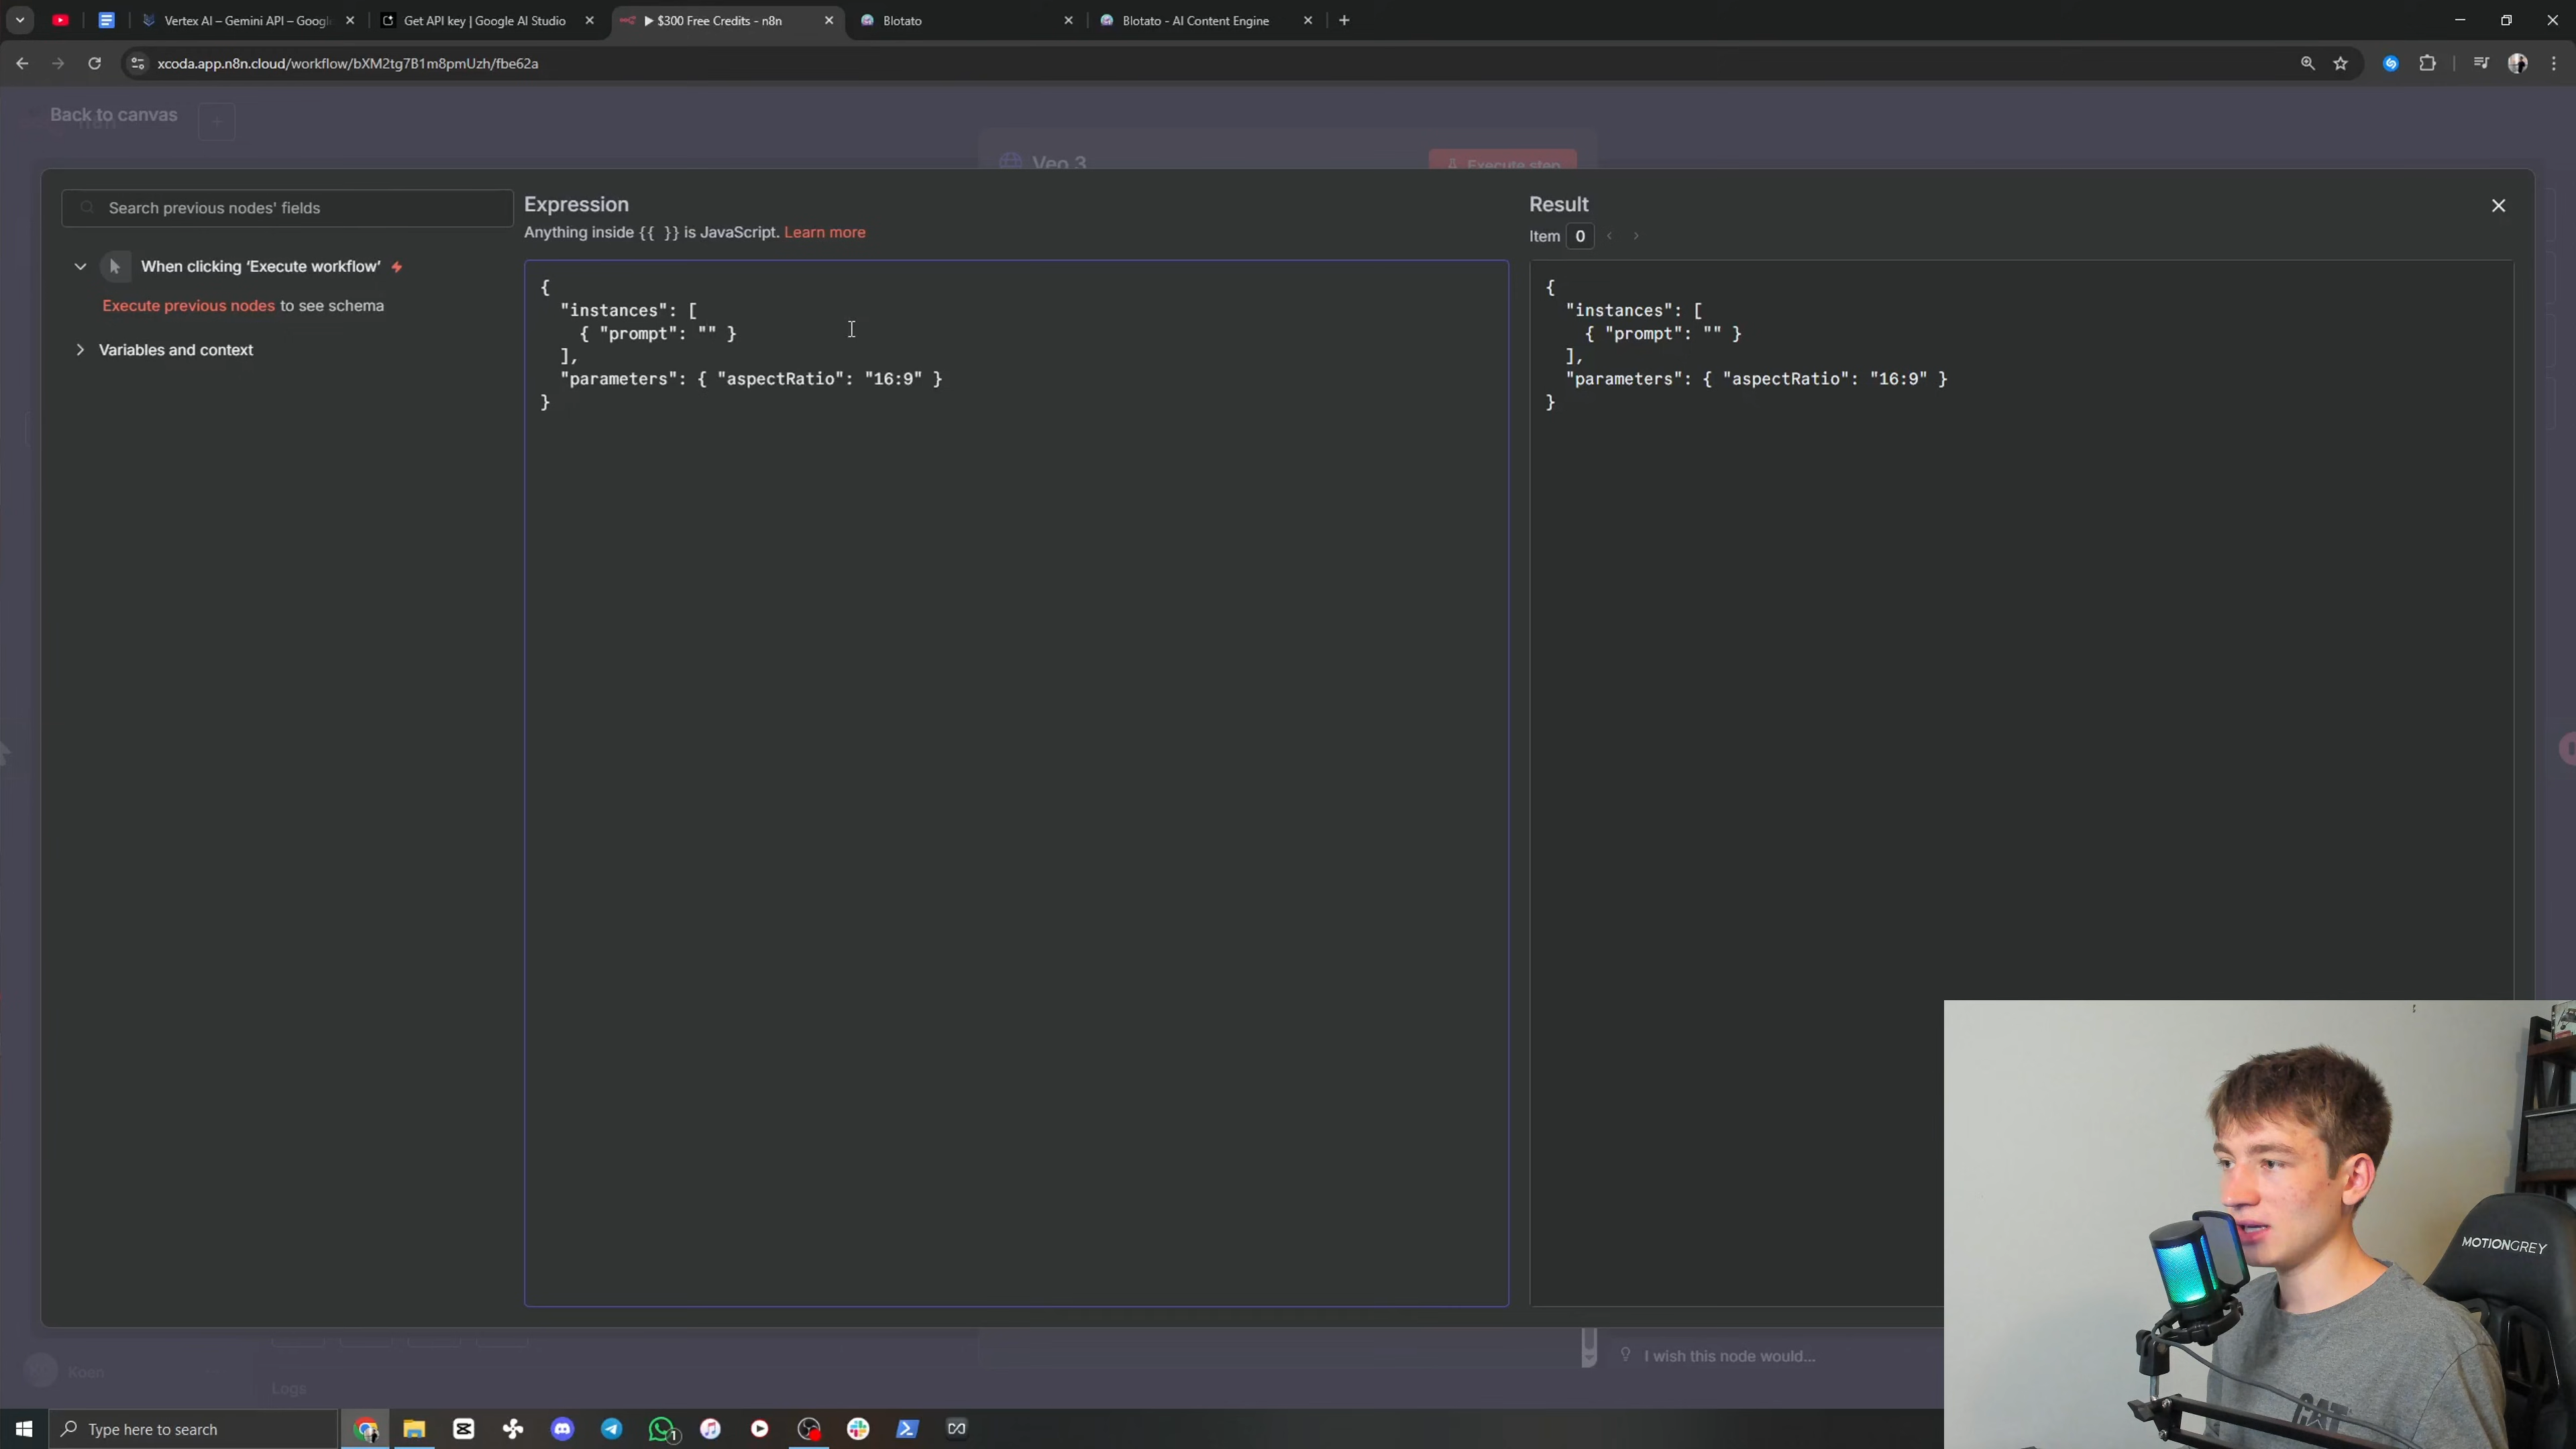 Vertex AI – Gemini API – Googl
Get API key | Google AI Studio
▶ $300 Free Credits - n8n
Blotato
Blotato - AI Content Engine
xcoda.app.n8n.cloud/workflow/bXM2tg7B1m8pmUzh/fbe62a
Back to canvas
Veo 3
Execute step
Search previous nodes' fields
When clicking ‘Execute workflow’
Execute previous nodes to see schema
Variables and context
Expression
Anything inside {{ }} is JavaScript. Learn more
{
"instances": [
{ "prompt": "" }
],
"parameters": { "aspectRatio": "16:9" }
}
Result
Item 0
{
"instances": [
{ "prompt": "" }
],
"parameters": { "aspectRatio": "16:9" }
}
I wish this node would...
Koen
Logs
MOTIONGREY
Type here to search
1